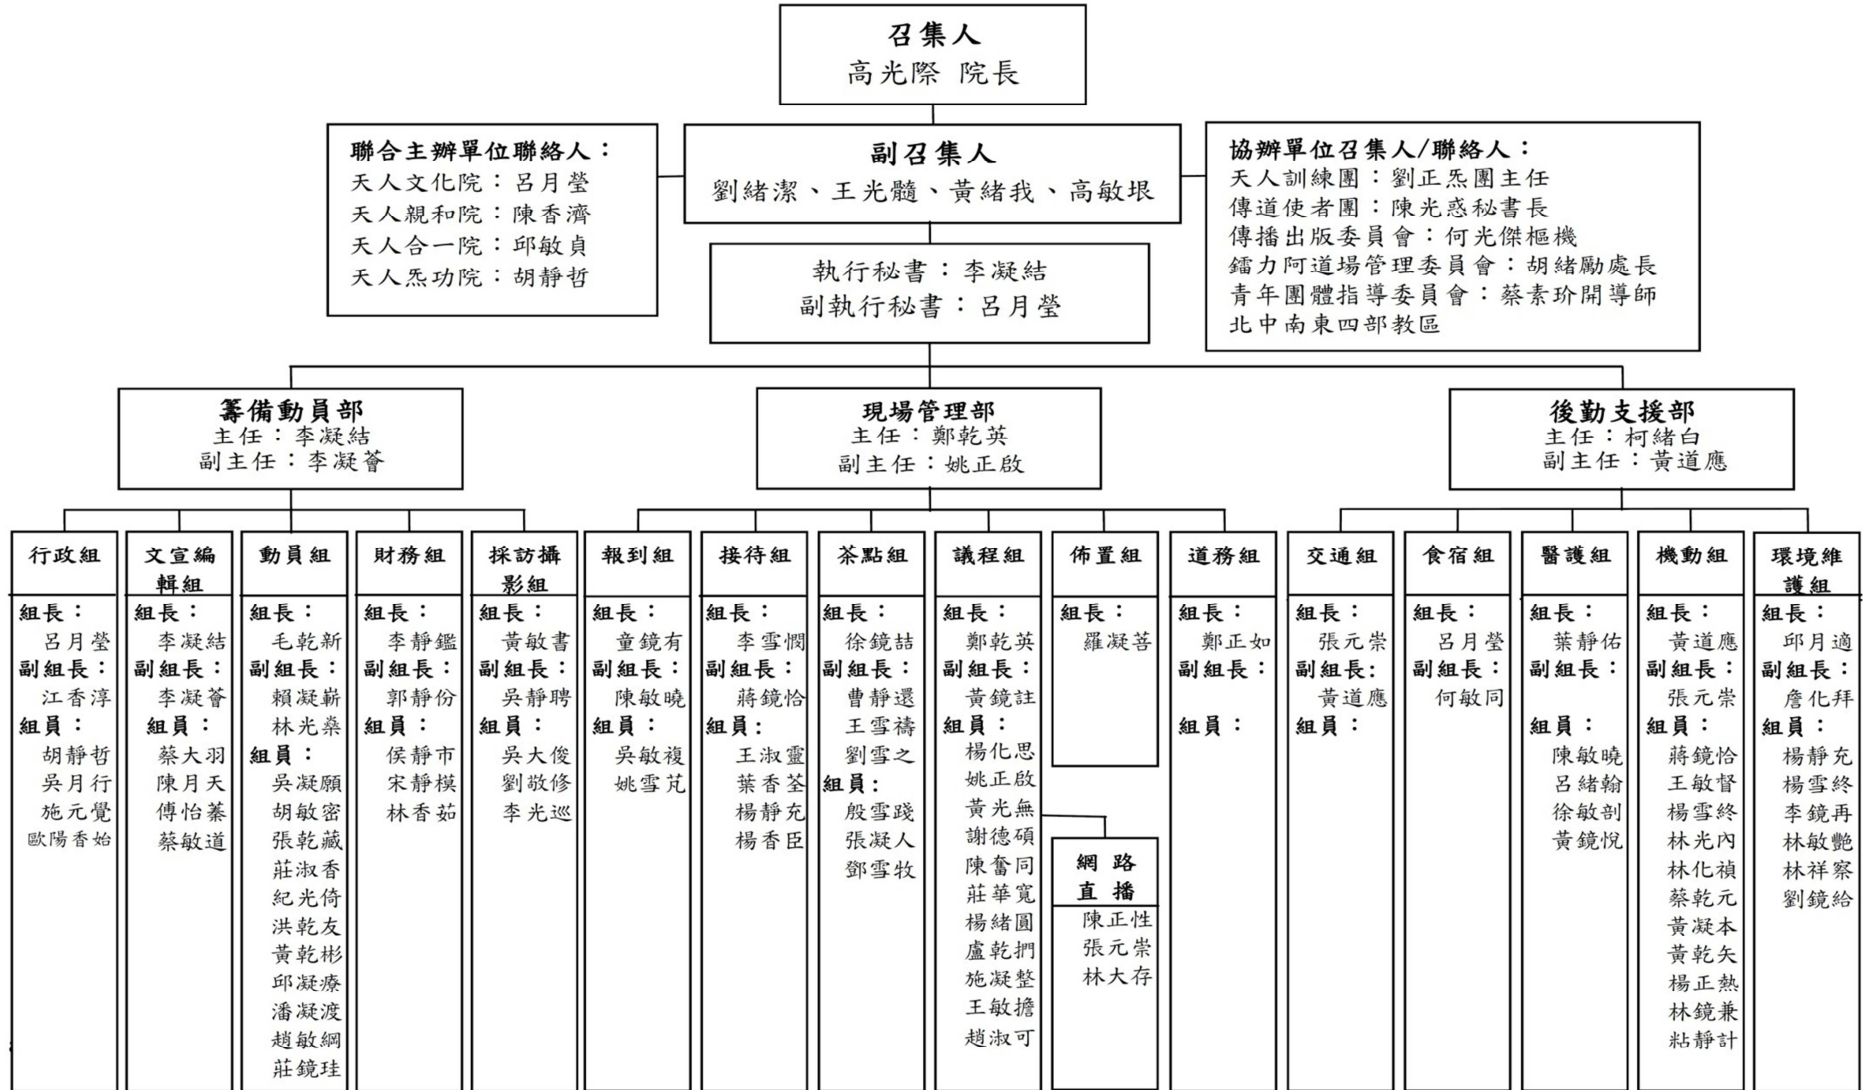 召集人
高光際 院長
聯合主辦單位聯絡人：
天人文化院：呂月瑩
天人親和院：陳香濟
天人合一院：邱敏貞
天人炁功院：胡靜哲
副召集人
劉緒潔、王光髓、黃緒我、高敏垠
協辦單位召集人/聯絡人：
天人訓練團：劉正炁團主任
傳道使者團：陳光惑秘書長
傳播出版委員會：何光傑樞機
鐳力阿道場管理委員會：胡緒勵處長
青年團體指導委員會：蔡素玠開導師
北中南東四部教區
執行秘書：李凝結
副執行秘書：呂月瑩
籌備動員部
主任：李凝結
副主任：李凝薈
現場管理部
主任：鄭乾英
副主任：姚正啟
後勤支援部
主任：柯緒白
副主任：黃道應
行政組
組長：
呂月瑩
副組長：
江香淳
組員：
胡靜哲
吳月行
施元覺
歐陽香始
文宣編
輯組
組長：
李凝結
副組長：
李凝薈
組員：
蔡大羽
陳月天
傅怡蓁
蔡敏道
動員組
組長：
毛乾新
副組長：
賴凝嶄
林光燊
組員：
吳凝願
胡敏密
張乾藏
莊淑香
紀光倚
洪乾友
黃乾彬
邱凝療
潘凝渡
趙敏綱
莊鏡珪
財務組
組長：
李靜鑑
副組長：
郭靜份
組員：
侯靜市
宋靜模
林香茹
採訪攝
影組
組長：
黃敏書
副組長：
吳靜聘
組員：
吳大俊
劉敬修
李光巡
報到組
組長：
童鏡有
副組長：
陳敏曉
組員：
吳敏複
姚雪芃
接待組
組長：
李雪憫
副組長：
蔣鏡恰
組員：
王淑靈
葉香荃
楊靜充
楊香臣
茶點組
組長：
徐鏡喆
副組長：
曹靜還
王雪禱
劉雪之
組員：
殷雪踐
張凝人
鄧雪牧
議程組
組長：
鄭乾英
副組長：
黃鏡註
組員：
楊化思
姚正啟
黃光無
謝德碩
陳奮同
莊華寬
楊緒圓
盧乾捫
施凝整
王敏擔
趙淑可
佈置組
組長：
羅凝菩
網 路
直 播
陳正性
張元崇
林大存
道務組
組長：
鄭正如
副組長：
組員：
交通組
組長：
張元崇
副組長：
黃道應
組員：
食宿組
組長：
呂月瑩
副組長：
何敏同
醫護組
組長：
葉靜佑
副組長：
組員：
陳敏曉
呂緒翰
徐敏剖
黃鏡悅
機動組
組長：
黃道應
副組長：
張元崇
組員：
蔣鏡恰
王敏督
楊雪終
林光內
林化禎
蔡乾元
黃凝本
黃乾矢
楊正熱
林鏡兼
粘靜計
環境維
護組
組長：
邱月適
副組長：
詹化拜
組員：
楊靜充
楊雪終
李鏡再
林敏艷
林祥察
劉鏡給